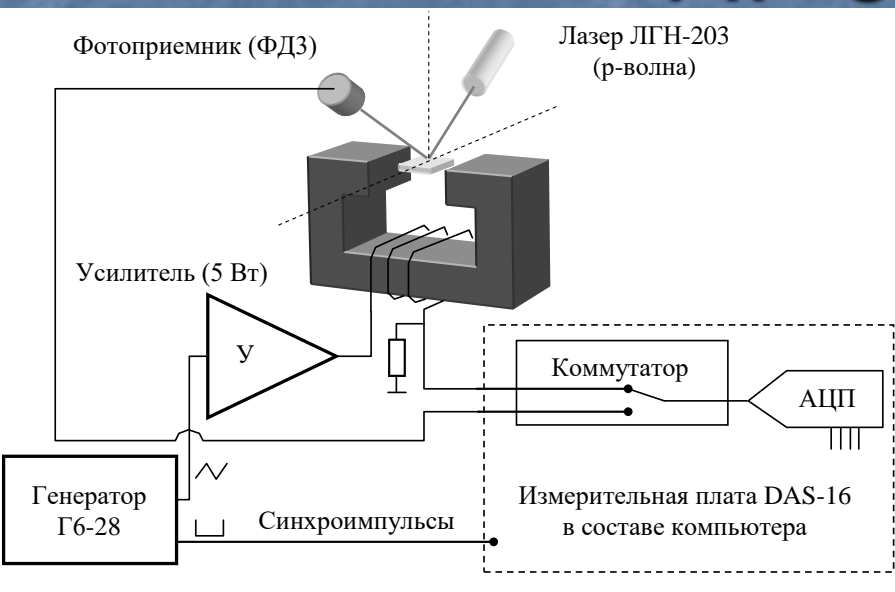 Фотоприемник (ФД3)
Лазер ЛГН-203
(р-волна)
Усилитель (5 Вт)
У
Коммутатор
АЦП
Генератор
Г6-28
Синхроимпульсы
Измерительная плата DAS-16
в составе компьютера